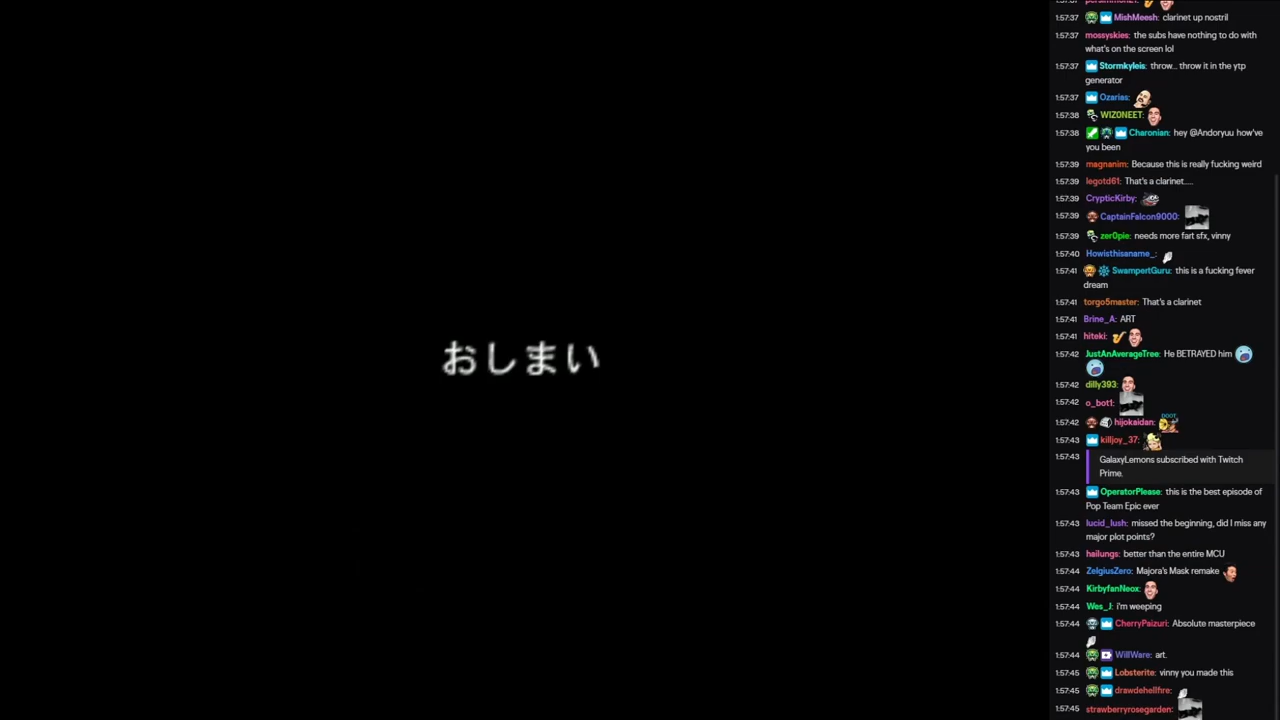 おしまい
1:57:37 MishMeesh: clarinet up nostril
1:57:37 mossyskies: the subs have nothing to do with
what's on the screen lol
1:57:37 Stormkyleis: throw... throw it in the ytp
generator
1:57:37 Ozarias:
1:57:38 WIZ0NEET:
1:57:38 Charonian: hey @Andoryuu how've
you been
1:57:39 magnanim: Because this is really fucking weird
1:57:39 legotd61: That's a clarinet.....
1:57:39 CrypticKirby:
1:57:39 CaptainFalcon9000:
1:57:39 zer0pie: needs more fart sfx, vinny
1:57:40 Howisthisaname_:
1:57:41 SwampertGuru: this is a fucking fever
dream
1:57:41 torgo5master: That's a clarinet
1:57:41 Brine_A: ART
1:57:41 hiteki:
1:57:42 JustAnAverageTree: He BETRAYED him
1:57:42 dilly393:
1:57:42 o_bot1:
1:57:42 hijokaidan:
1:57:43 killjoy_37:
1:57:43 GalaxyLemons subscribed with Twitch
Prime.
1:57:43 OperatorPlease: this is the best episode of
Pop Team Epic ever
1:57:43 lucid_lush: missed the beginning, did I miss any
major plot points?
1:57:43 hailungs: better than the entire MCU
1:57:44 ZelgiusZero: Majora's Mask remake
1:57:44 KirbyfanNeox:
1:57:44 Wes_J: i'm weeping
1:57:44 CherryPaizuri: Absolute masterpiece
1:57:44 WillWare: art.
1:57:45 Lobsterite: vinny you made this
1:57:45 drawdehellfire:
1:57:45 strawberryrosegarden: